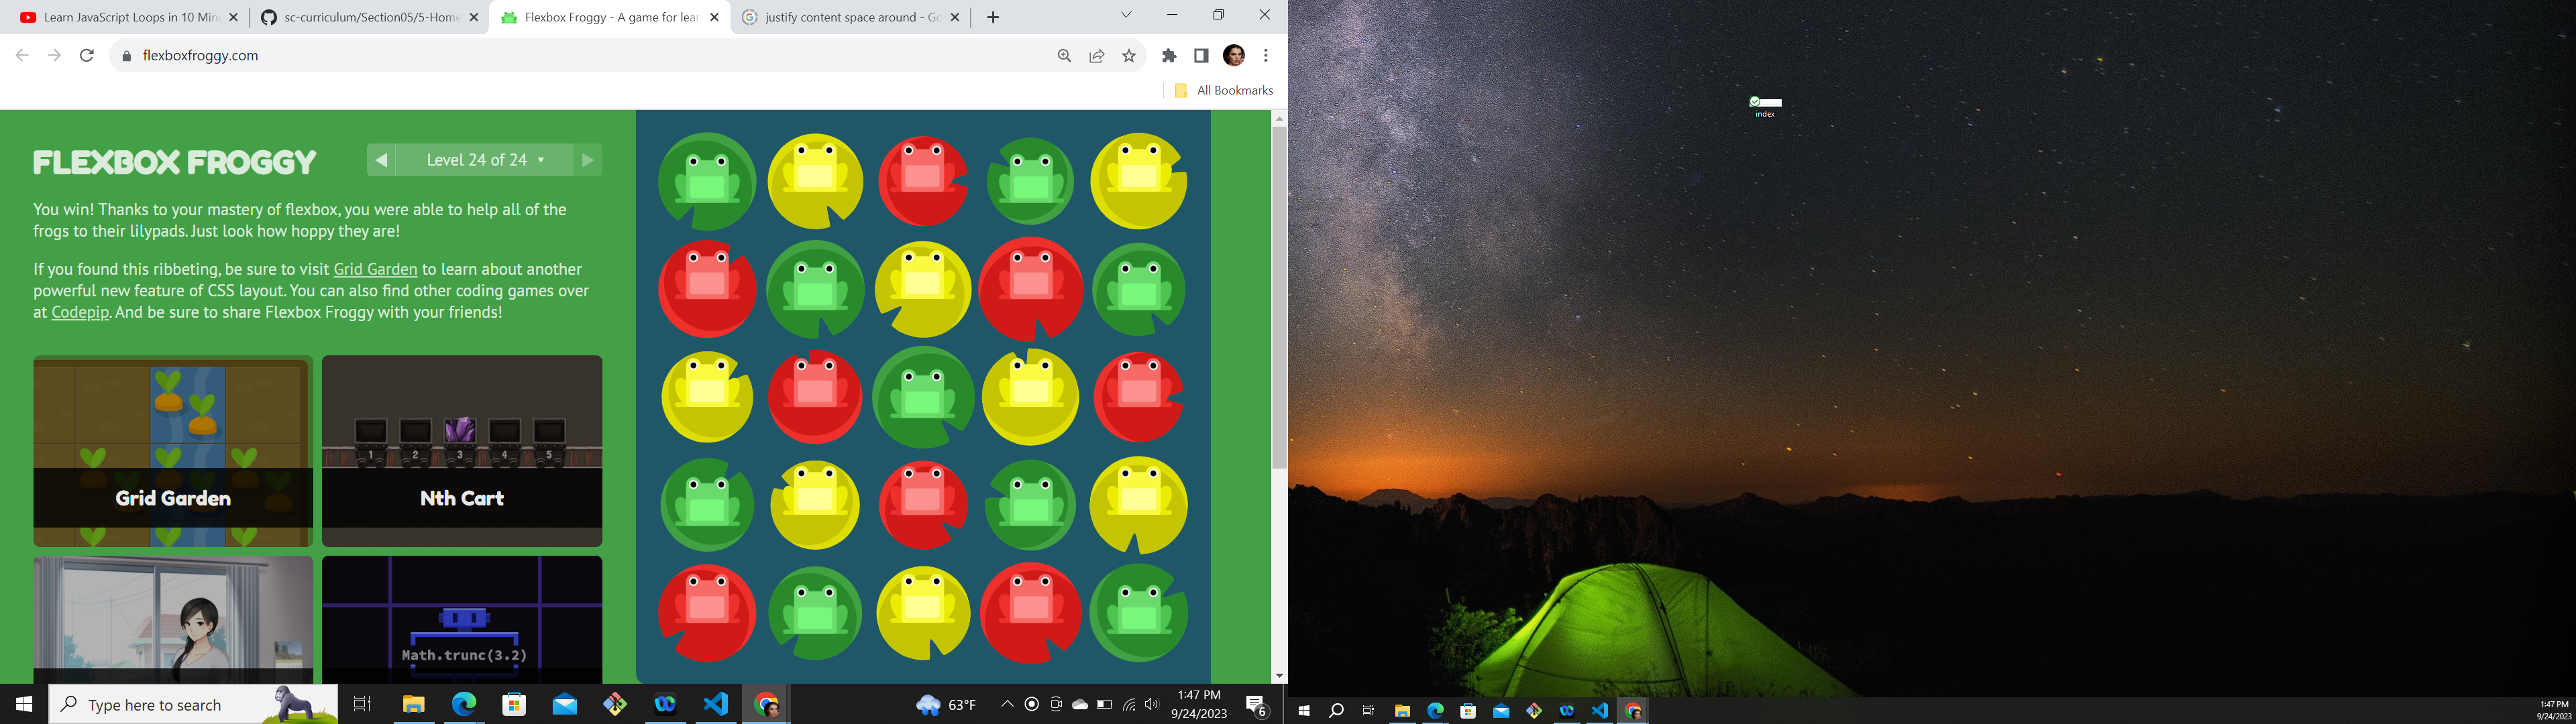 Learn JavaScript Loops in 10 Min
sc-curriculum/Section05/5-Home
Flexbox Froggy - A game for lear
justify content space around - Go
flexboxfroggy.com
All Bookmarks
FLEXBOX FROGGY
Level 24 of 24
You win! Thanks to your mastery of flexbox, you were able to help all of the
frogs to their lilypads. Just look how hoppy they are!
If you found this ribbeting, be sure to visit Grid Garden to learn about another
powerful new feature of CSS layout. You can also find other coding games over
at Codepip. And be sure to share Flexbox Froggy with your friends!
1 2 3 4 5
Grid Garden
Nth Cart
Math.trunc(3.2)
Type here to search
63°F
1:47 PM
9/24/2023
6
index
1:47 PM
9/24/2023